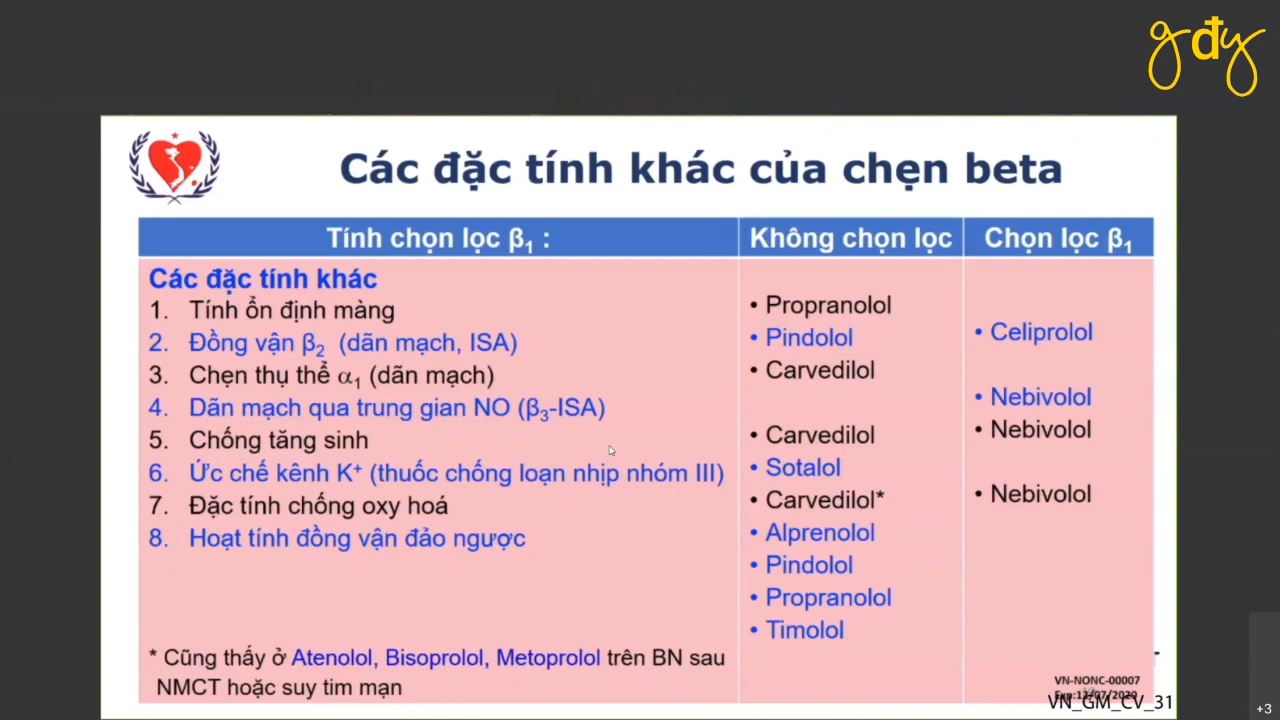 gđy
Các đặc tính khác của chẹn beta
Tính chọn lọc β₁ :
Không chọn lọc
Chọn lọc β₁
Các đặc tính khác
1. Tính ổn định màng
2. Đồng vận β₂ (dãn mạch, ISA)
3. Chẹn thụ thể α₁ (dãn mạch)
4. Dãn mạch qua trung gian NO (β₃-ISA)
5. Chống tăng sinh
6. Ức chế kênh K⁺ (thuốc chống loạn nhịp nhóm III)
7. Đặc tính chống oxy hoá
8. Hoạt tính đồng vận đảo ngược
* Cũng thấy ở Atenolol, Bisoprolol, Metoprolol trên BN sau
NMCT hoặc suy tim mạn
• Propranolol
• Pindolol
• Carvedilol
• Carvedilol
• Sotalol
• Carvedilol*
• Alprenolol
• Pindolol
• Propranolol
• Timolol
• Celiprolol
• Nebivolol
• Nebivolol
• Nebivolol
VN-NONC-00007
VN_GM_CV_31
+3